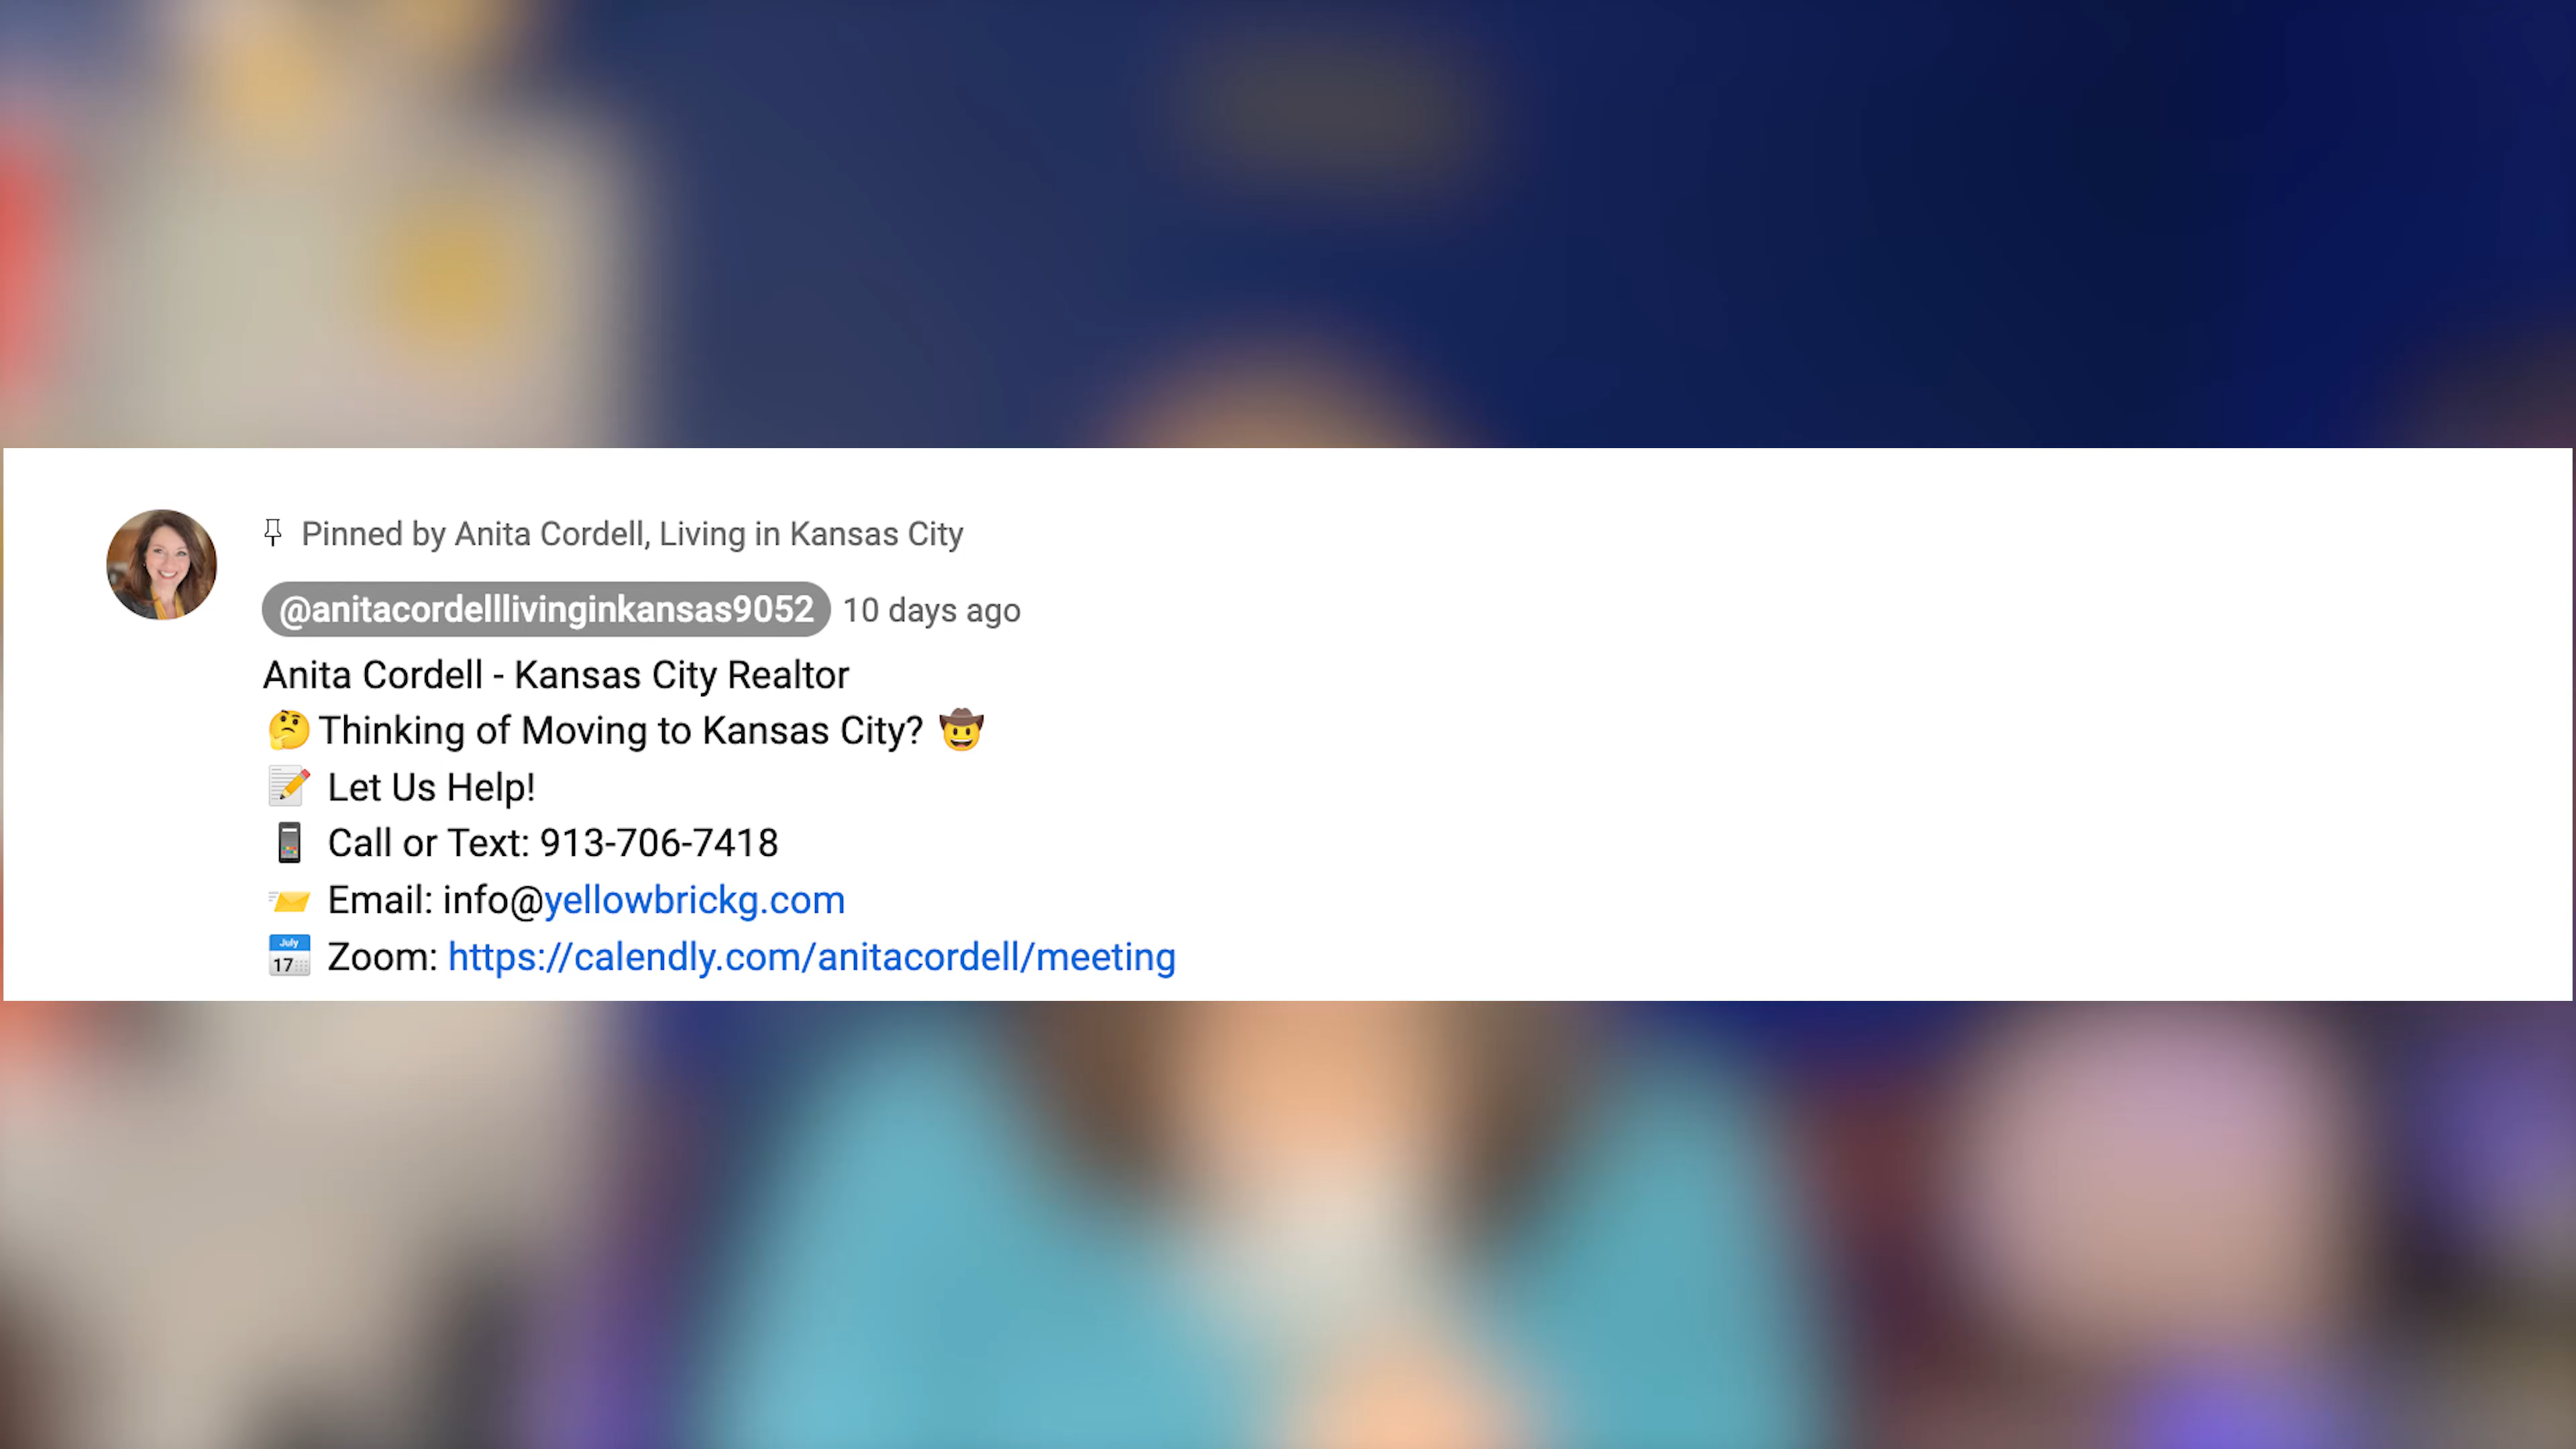 Pinned by Anita Cordell, Living in Kansas City
@anitacordelllivinginkansas9052 10 days ago
Anita Cordell - Kansas City Realtor
🤔 Thinking of Moving to Kansas City? 🤠
📝 Let Us Help!
📱 Call or Text: 913-706-7418
📨 Email: info@yellowbrickg.com
📅 Zoom: https://calendly.com/anitacordell/meeting